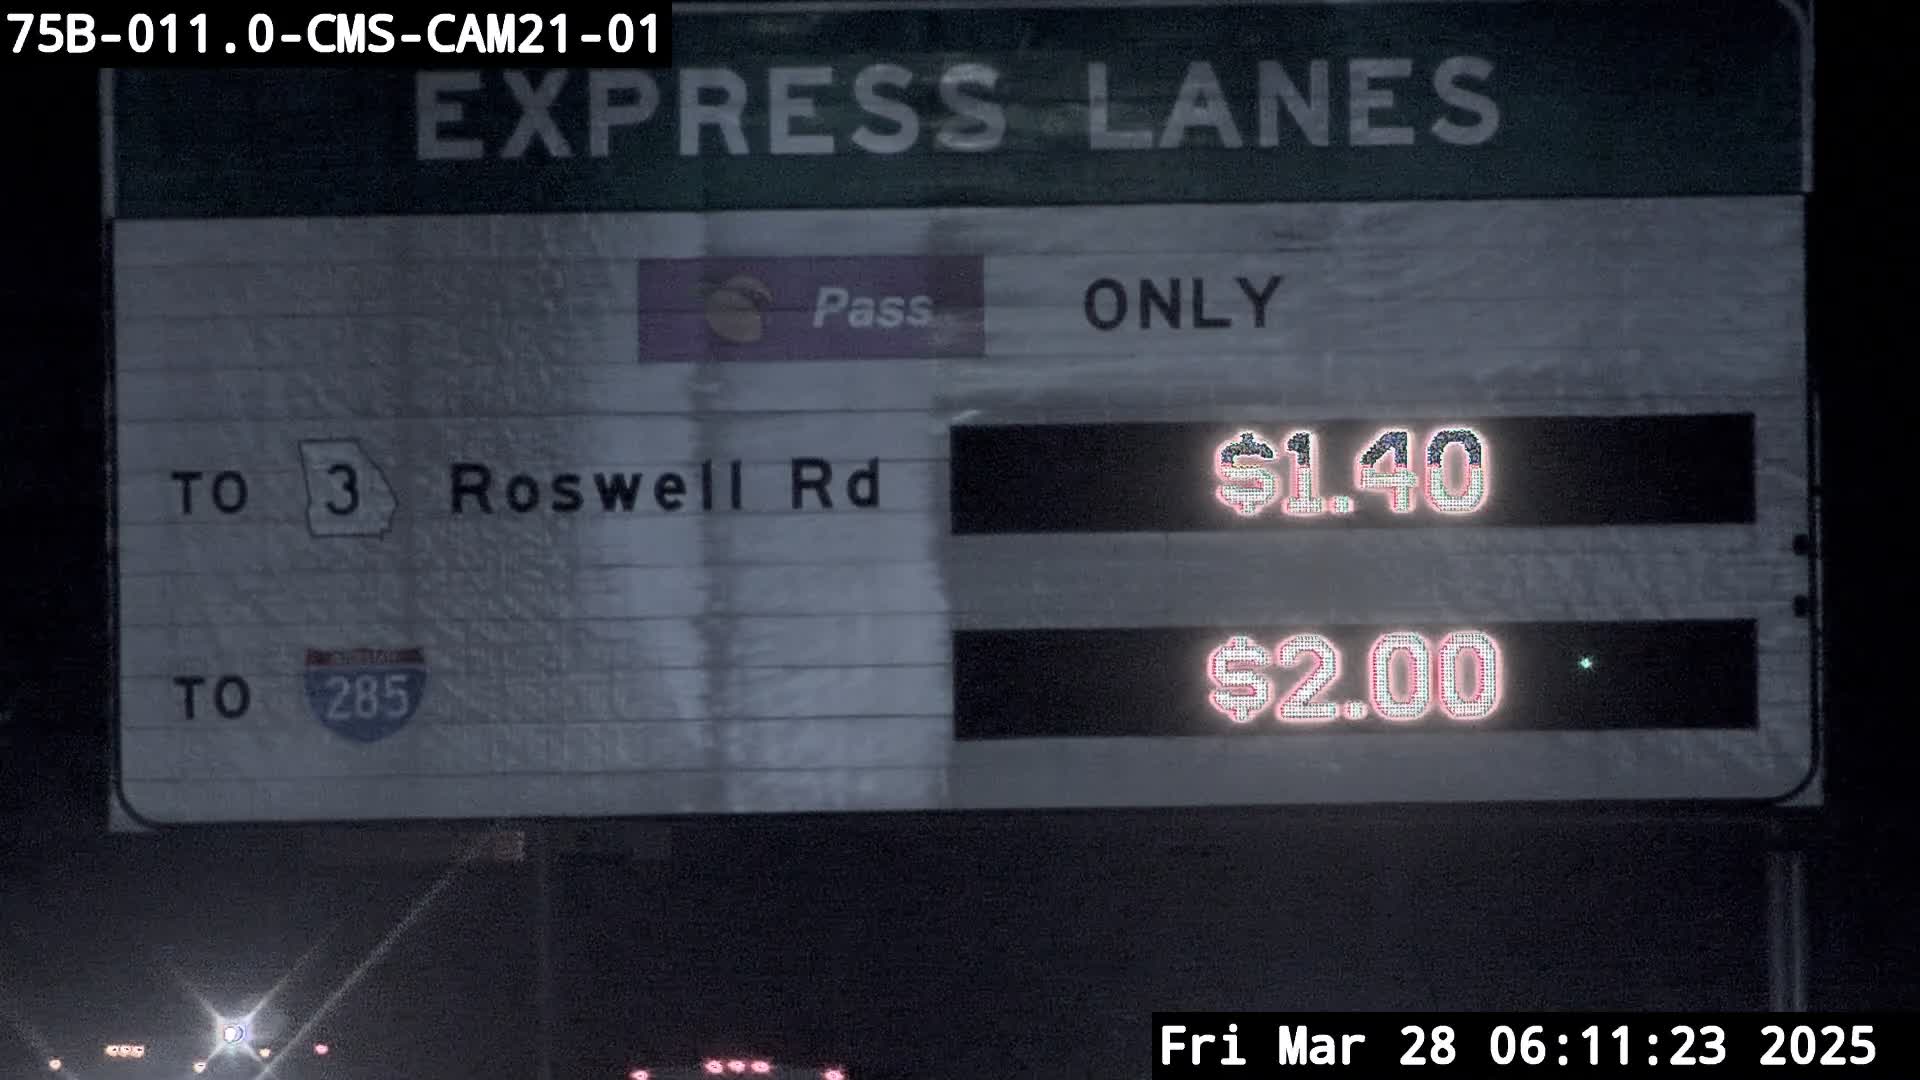 75B-011.0-CMS-CAM21-01
EXPRESS LANES
Pass ONLY
TO 3 Roswell Rd $1.40
TO 285 $2.00
Fri Mar 28 06:11:23 2025